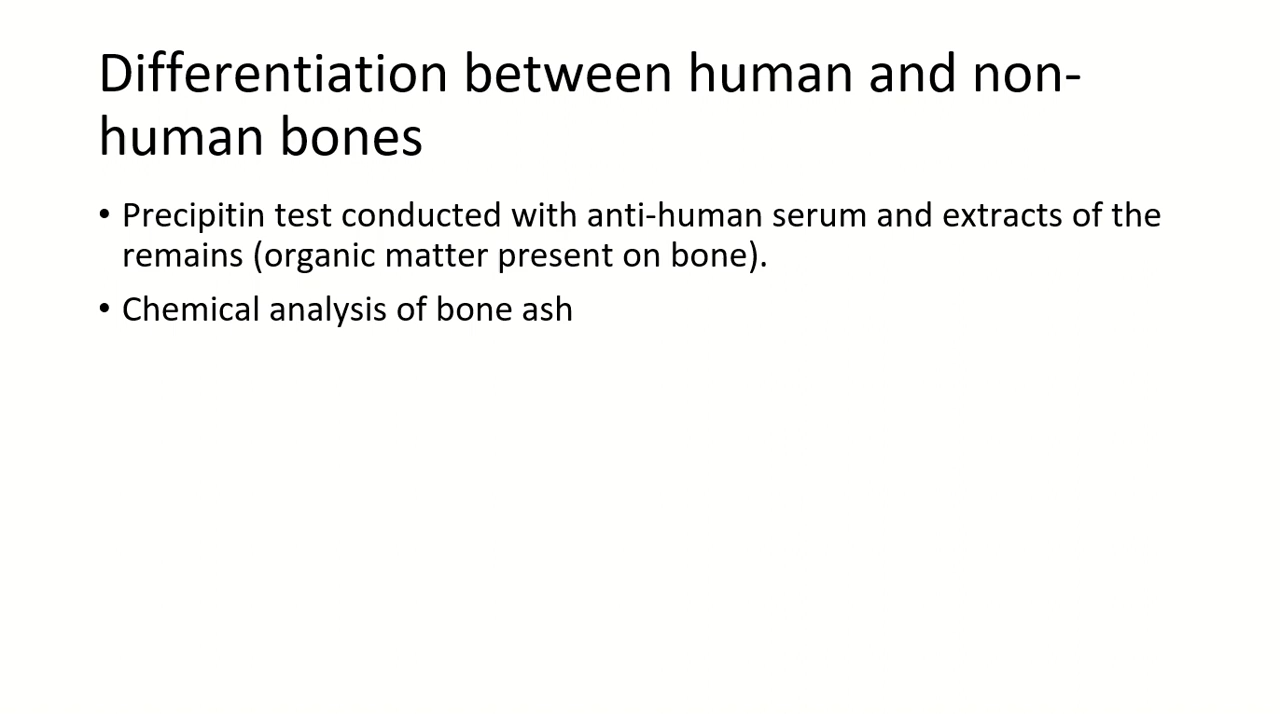 Differentiation between human and non-
human bones
• Precipitin test conducted with anti-human serum and extracts of the
remains (organic matter present on bone).
• Chemical analysis of bone ash